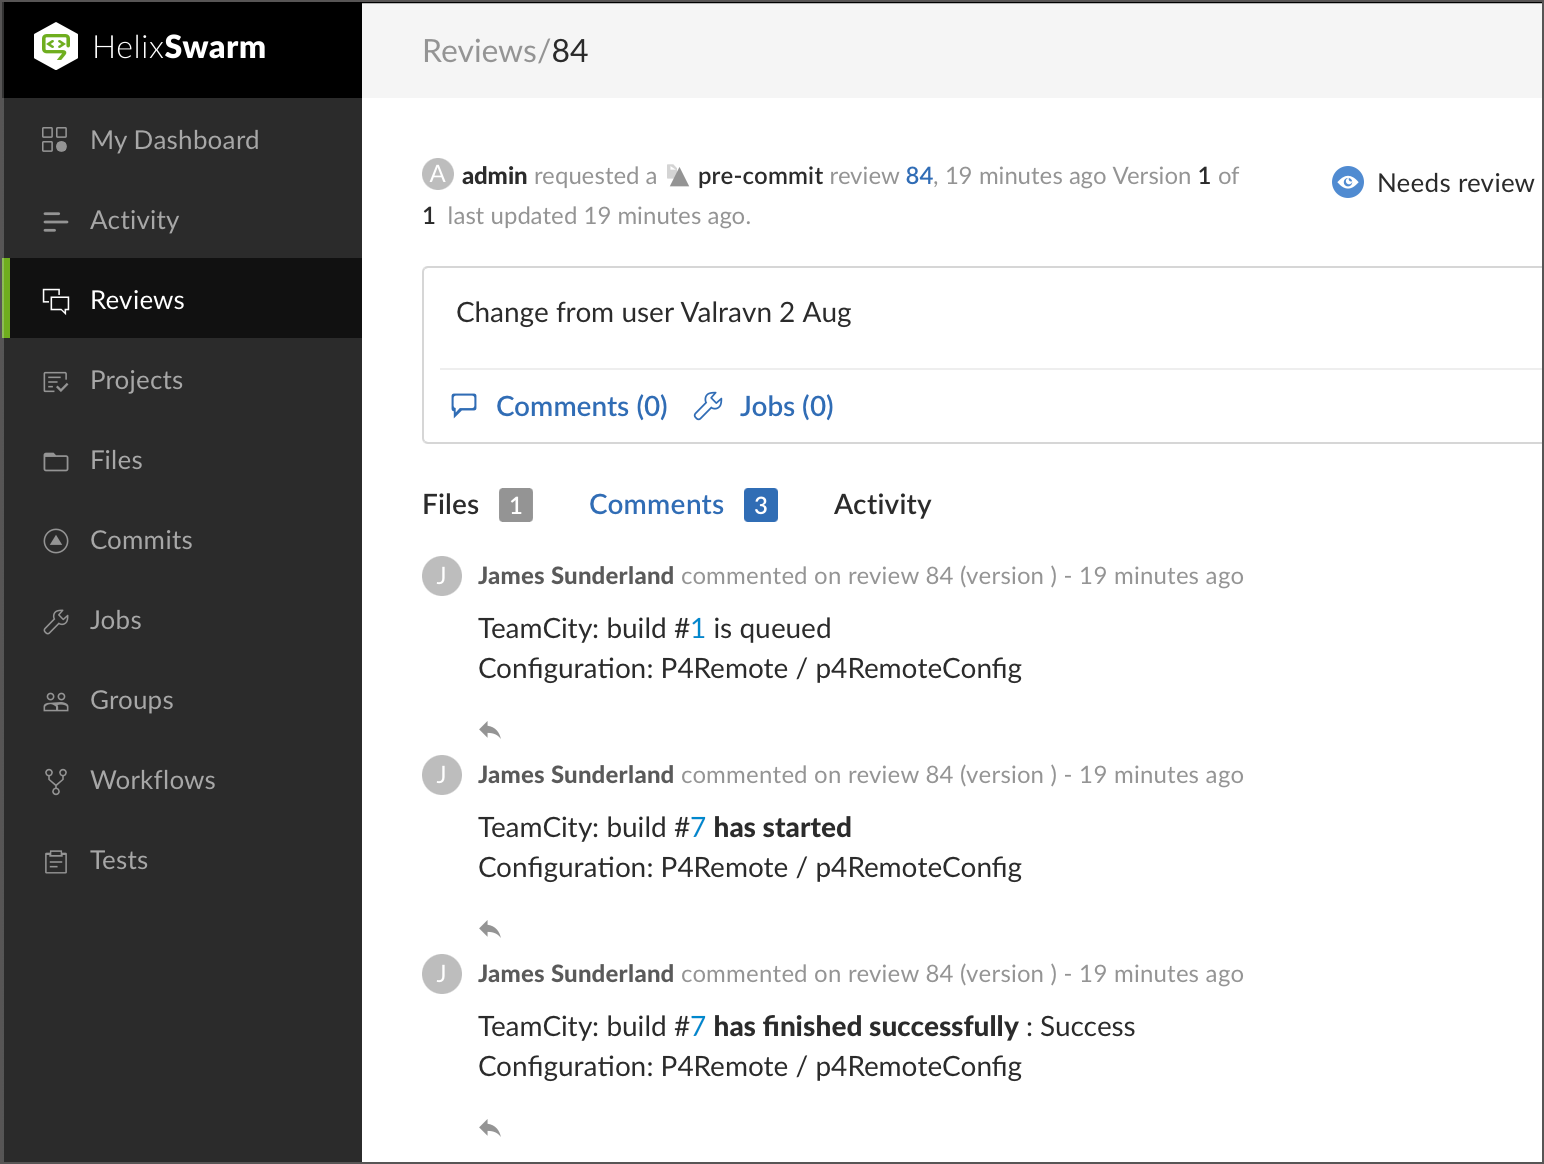 HelixSwarm
My Dashboard
Activity
Reviews
Projects
Files
Commits
Jobs
Groups
Workflows
Tests
Reviews/84
A admin requested a pre-commit review 84, 19 minutes ago Version 1 of
1 last updated 19 minutes ago.
Needs review
Change from user Valravn 2 Aug
Comments (0) Jobs (0)
Files 1 Comments 3 Activity
J James Sunderland commented on review 84 (version ) - 19 minutes ago
TeamCity: build #1 is queued
Configuration: P4Remote / p4RemoteConfig
J James Sunderland commented on review 84 (version ) - 19 minutes ago
TeamCity: build #7 has started
Configuration: P4Remote / p4RemoteConfig
J James Sunderland commented on review 84 (version ) - 19 minutes ago
TeamCity: build #7 has finished successfully : Success
Configuration: P4Remote / p4RemoteConfig